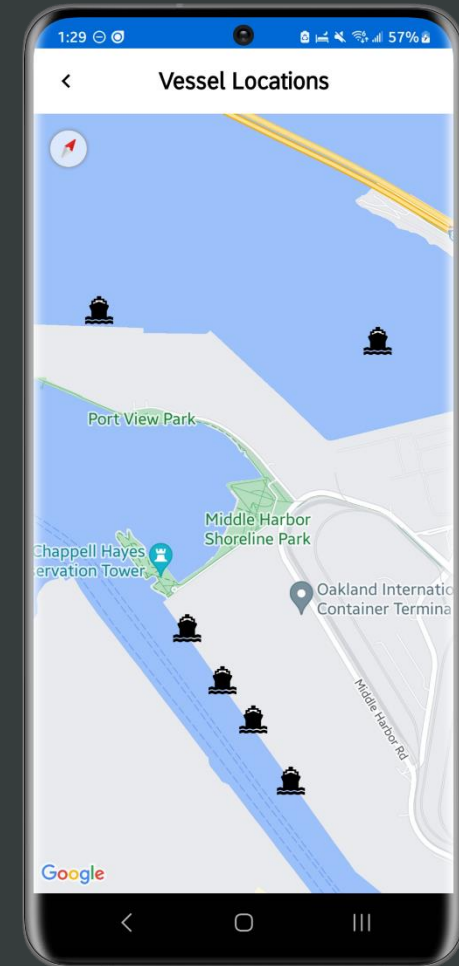 1:29
57%
Vessel Locations
Port View Park
Middle Harbor
Shoreline Park
Chappell Hayes
servation Tower
Oakland Internatio
Container Termina
Middle Harbor Rd
Google